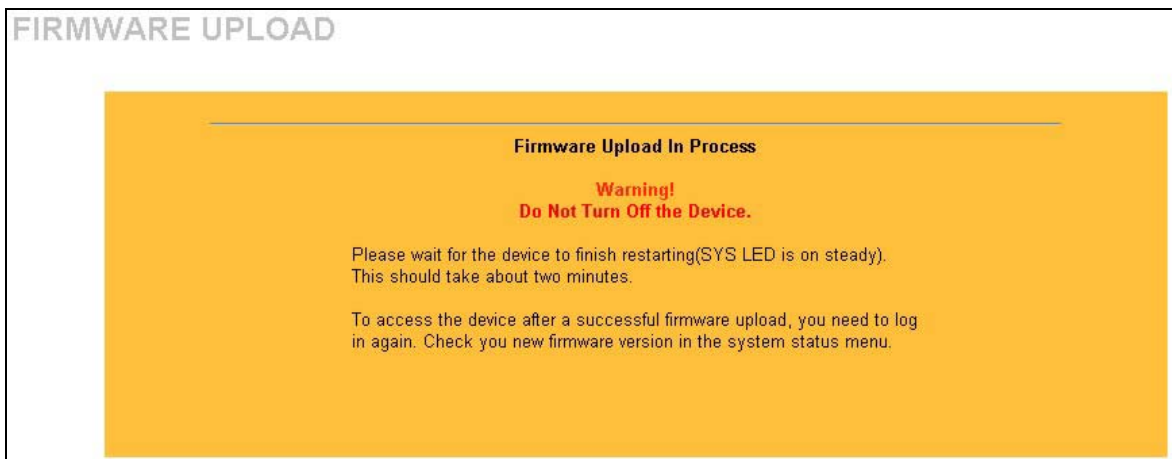 FIRMWARE UPLOAD
Firmware Upload In Process
Warning!
Do Not Turn Off the Device.
Please wait for the device to finish restarting(SYS LED is on steady).
This should take about two minutes.
To access the device after a successful firmware upload, you need to log
in again. Check you new firmware version in the system status menu.